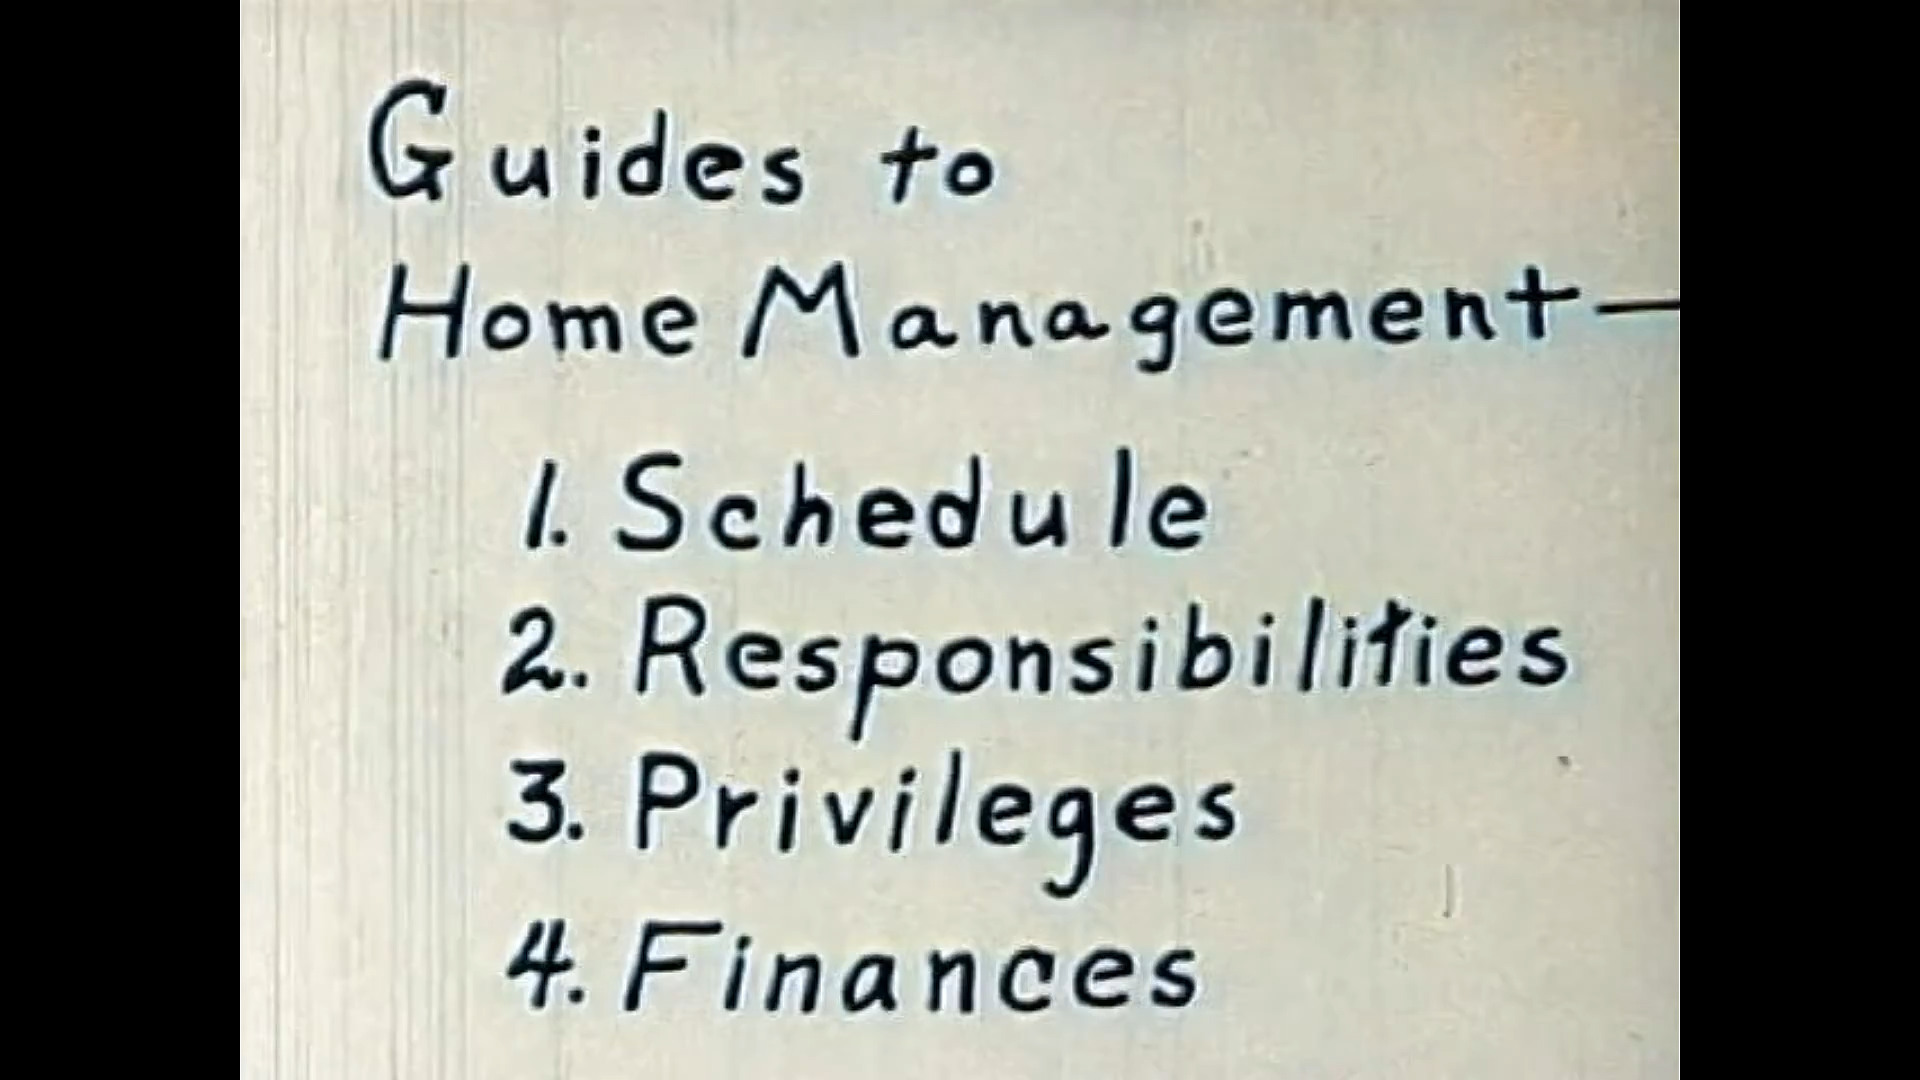 Guides to
Home Management—
1. Schedule
2. Responsibilities
3. Privileges
4. Finances